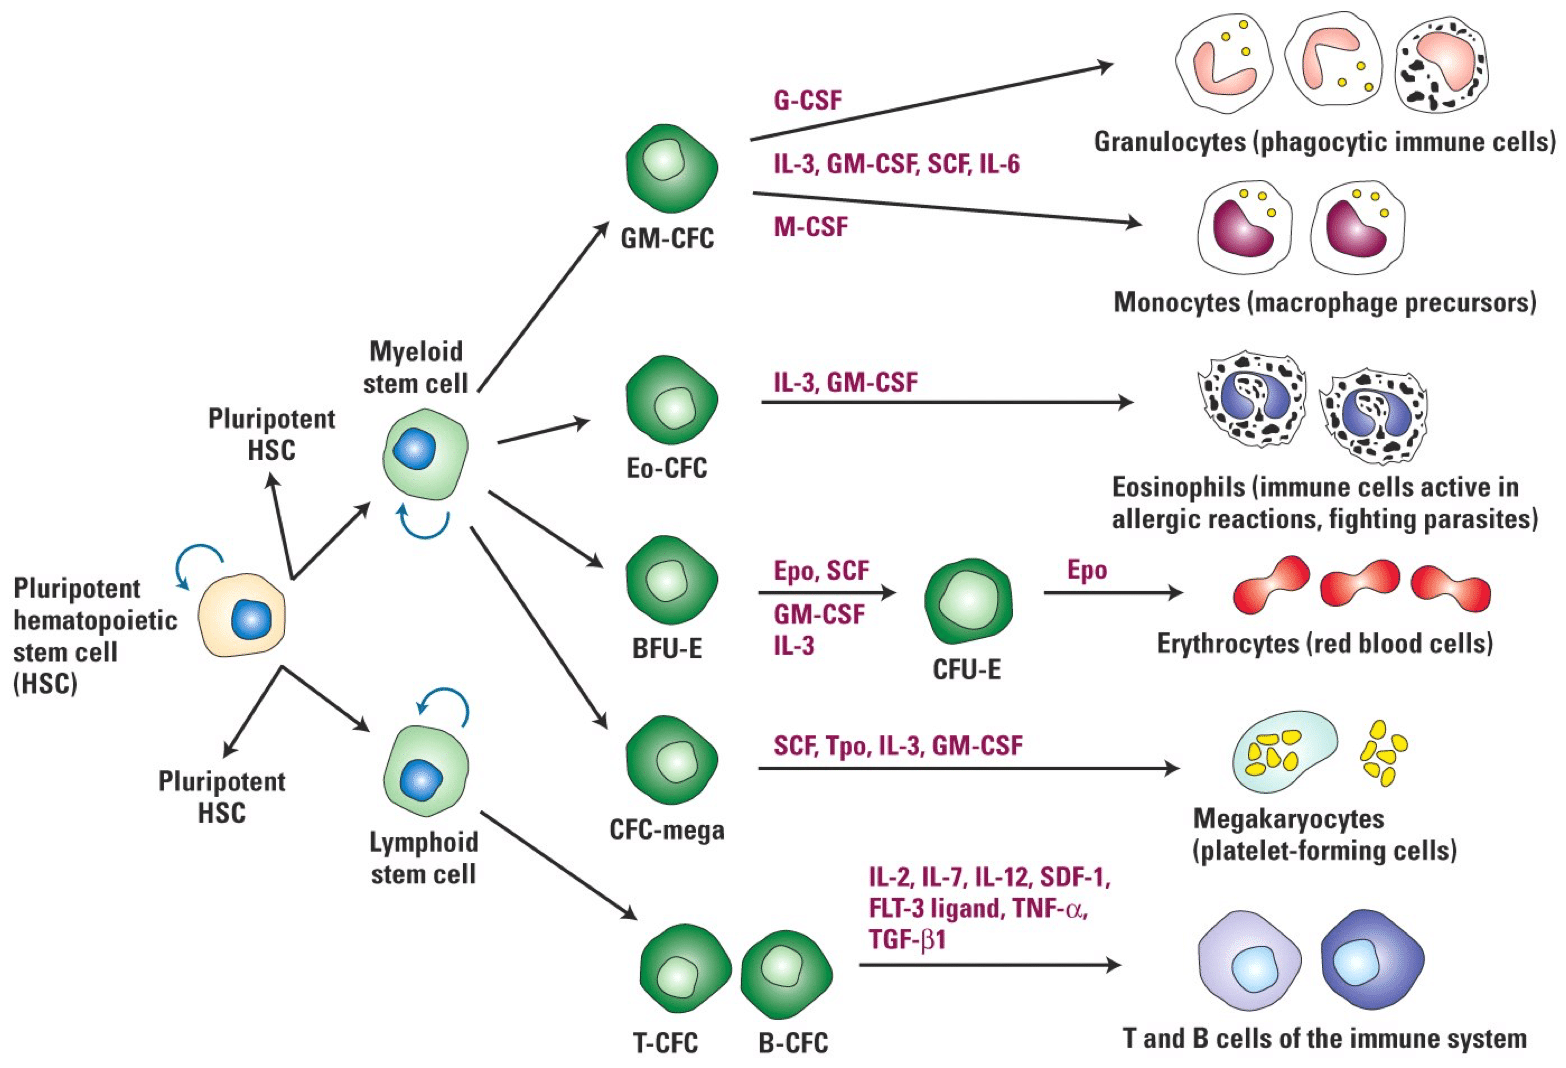 G-CSF
Granulocytes (phagocytic immune cells)
IL-3, GM-CSF, SCF, IL-6
GM-CFC
M-CSF
Monocytes (macrophage precursors)
Myeloid
stem cell
Pluripotent
HSC
IL-3, GM-CSF
Eo-CFC
Eosinophils (immune cells active in
allergic reactions, fighting parasites)
Pluripotent
hematopoietic
stem cell
(HSC)
Epo, SCF
GM-CSF
IL-3
BFU-E
CFU-E
Epo
Erythrocytes (red blood cells)
Pluripotent
HSC
Lymphoid
stem cell
SCF, Tpo, IL-3, GM-CSF
CFC-mega
Megakaryocytes
(platelet-forming cells)
IL-2, IL-7, IL-12, SDF-1,
FLT-3 ligand, TNF-α,
TGF-β1
T-CFC
B-CFC
T and B cells of the immune system